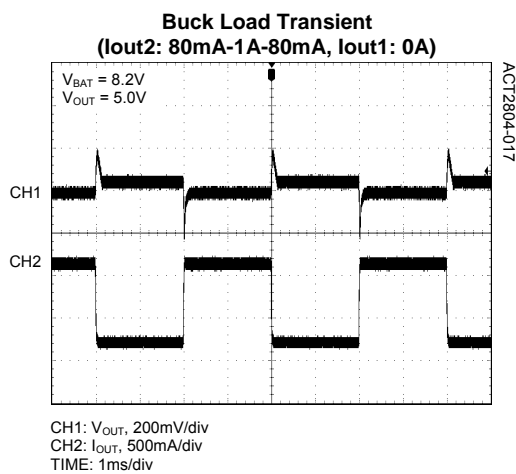 Buck Load Transient
(Iout2: 80mA-1A-80mA, Iout1: 0A)
VBAT = 8.2V
VOUT = 5.0V
ACT2804-017
CH1
CH2
CH1: VOUT, 200mV/div
CH2: IOUT, 500mA/div
TIME: 1ms/div